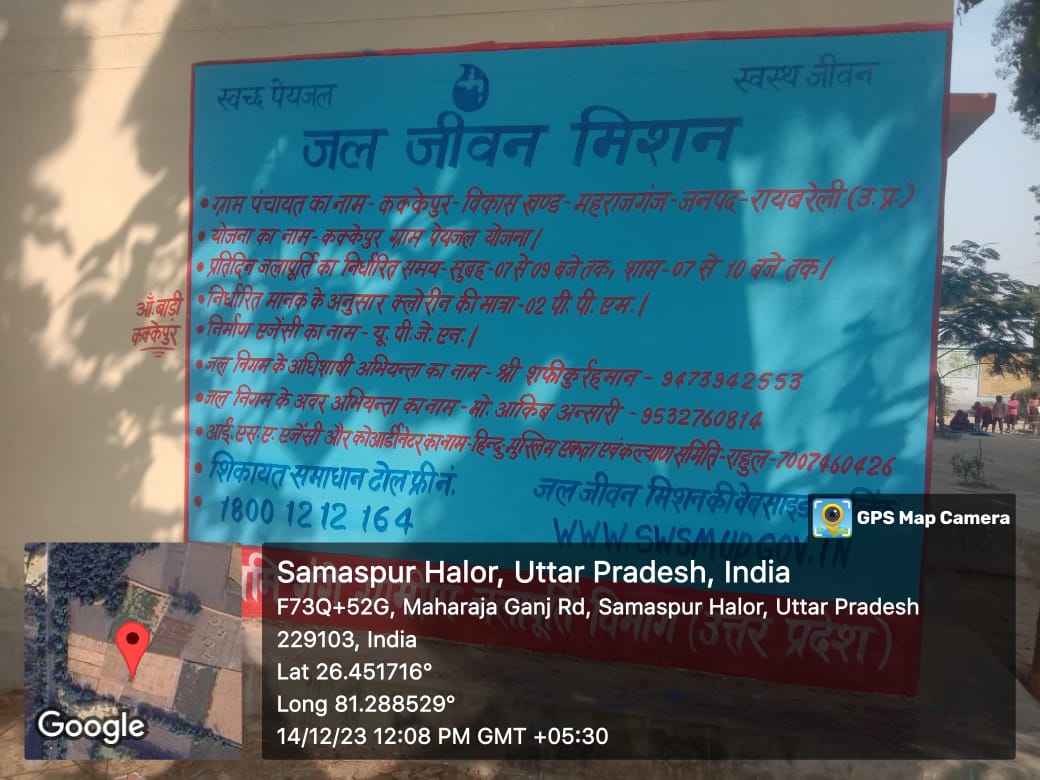 स्वच्छ पेयजल
स्वस्थ जीवन
जल जीवन मिशन
• ग्राम पंचायत का नाम - कक्केपुर - विकास खण्ड - महराजगंज - जनपद - रायबरेली (उ.प्र.)
• योजना का नाम - कक्केपुर ग्राम पेयजल योजना।
• प्रतिदिन जलापूर्ति का निर्धारित समय - सुबह - 07 से 09 बजे तक, शाम - 07 से 10 बजे तक।
• निर्धारित मानक के अनुसार क्लोरीन की मात्रा - 02 पी.पी.एम.।
• निर्माण एजेंसी का नाम - यू.पी.जे.एन.।
• जल निगम के अधिशाषी अभियन्ता का नाम - श्री शफीकुर्रहमान - 9473942553
• जल निगम के अवर अभियन्ता का नाम - मो. आकिब अन्सारी - 9532760814
• आई.एस.ए. एजेंसी और कोआर्डीनेटर का नाम - हिन्दू मुस्लिम एकता एवं कल्याण समिति - राहुल - 7007460426
• शिकायत समाधान टोल फ्री नं.
• 1800 1212 164
जल जीवन मिशन की बेबसाइड
WWW.SWSMUP.GOV.IN
जलापूर्ति विभाग (उत्तर प्रदेश)
आँ. बाड़ी
कक्केपुर
GPS Map Camera
Google
Samaspur Halor, Uttar Pradesh, India
F73Q+52G, Maharaja Ganj Rd, Samaspur Halor, Uttar Pradesh
229103, India
Lat 26.451716°
Long 81.288529°
14/12/23 12:08 PM GMT +05:30